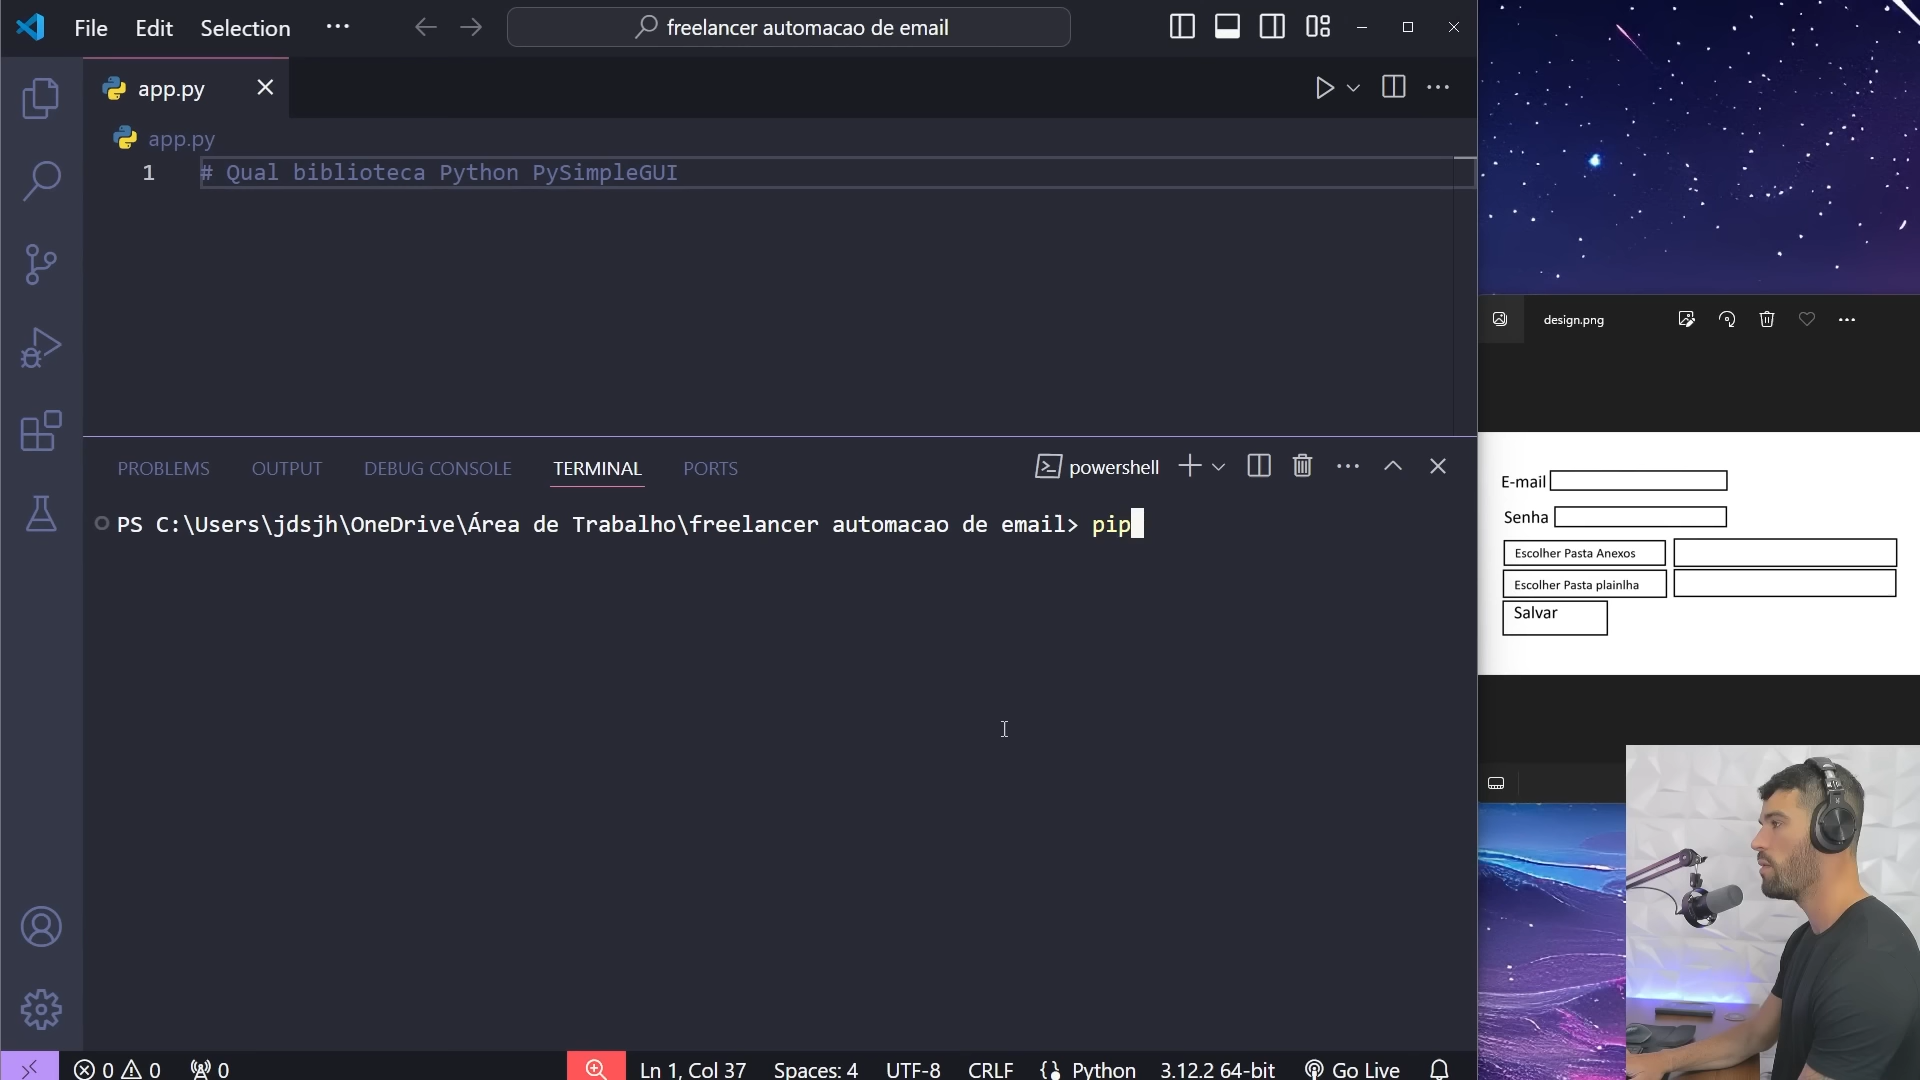 File Edit Selection ···
freelancer automacao de email
app.py
app.py
1 # Qual biblioteca Python PySimpleGUI
PROBLEMS OUTPUT DEBUG CONSOLE TERMINAL PORTS
powershell
PS C:\Users\jdsjh\OneDrive\Área de Trabalho\freelancer automacao de email> pip
0 0 0
Ln 1, Col 37 Spaces: 4 UTF-8 CRLF Python 3.12.2 64-bit Go Live
design.png
E-mail
Senha
Escolher Pasta Anexos
Escolher Pasta plainlha
Salvar